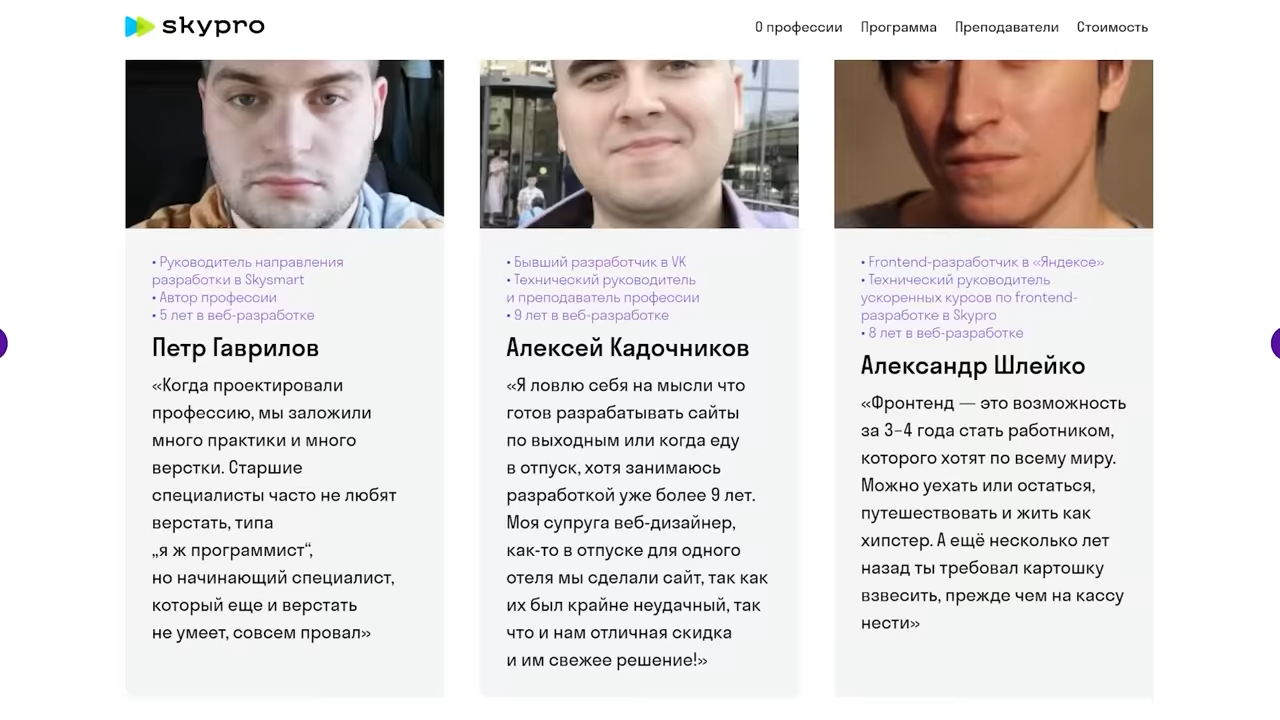 skypro
О профессии Программа Преподаватели Стоимость
• Руководитель направления
разработки в Skysmart
• Автор профессии
• 5 лет в веб-разработке
Петр Гаврилов
«Когда проектировали
профессию, мы заложили
много практики и много
верстки. Старшие
специалисты часто не любят
верстать, типа
„я ж программист“,
но начинающий специалист,
который еще и верстать
не умеет, совсем провал»
• Бывший разработчик в VK
• Технический руководитель
и преподаватель профессии
• 9 лет в веб-разработке
Алексей Кадочников
«Я ловлю себя на мысли что
готов разрабатывать сайты
по выходным или когда еду
в отпуск, хотя занимаюсь
разработкой уже более 9 лет.
Моя супруга веб-дизайнер,
как-то в отпуске для одного
отеля мы сделали сайт, так как
их был крайне неудачный, так
что и нам отличная скидка
и им свежее решение!»
• Frontend-разработчик в «Яндексе»
• Технический руководитель
ускоренных курсов по frontend-
разработке в Skypro
• 8 лет в веб-разработке
Александр Шлейко
«Фронтенд — это возможность
за 3–4 года стать работником,
которого хотят по всему миру.
Можно уехать или остаться,
путешествовать и жить как
хипстер. А ещё несколько лет
назад ты требовал картошку
взвесить, прежде чем на кассу
нести»